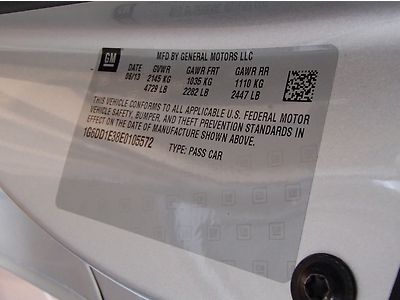 GM
MFD BY GENERAL MOTORS LLC
DATE GVWR GAWR FRT GAWR RR
06/13 2145 KG 1035 KG 1110 KG
4729 LB 2282 LB 2447 LB
THIS VEHICLE CONFORMS TO ALL APPLICABLE U.S. FEDERAL MOTOR
VEHICLE SAFETY, BUMPER, AND THEFT PREVENTION STANDARDS IN
EFFECT ON THE DATE OF MANUFACTURE SHOWN ABOVE.
1G6DD1E38E0105572 TYPE: PASS CAR